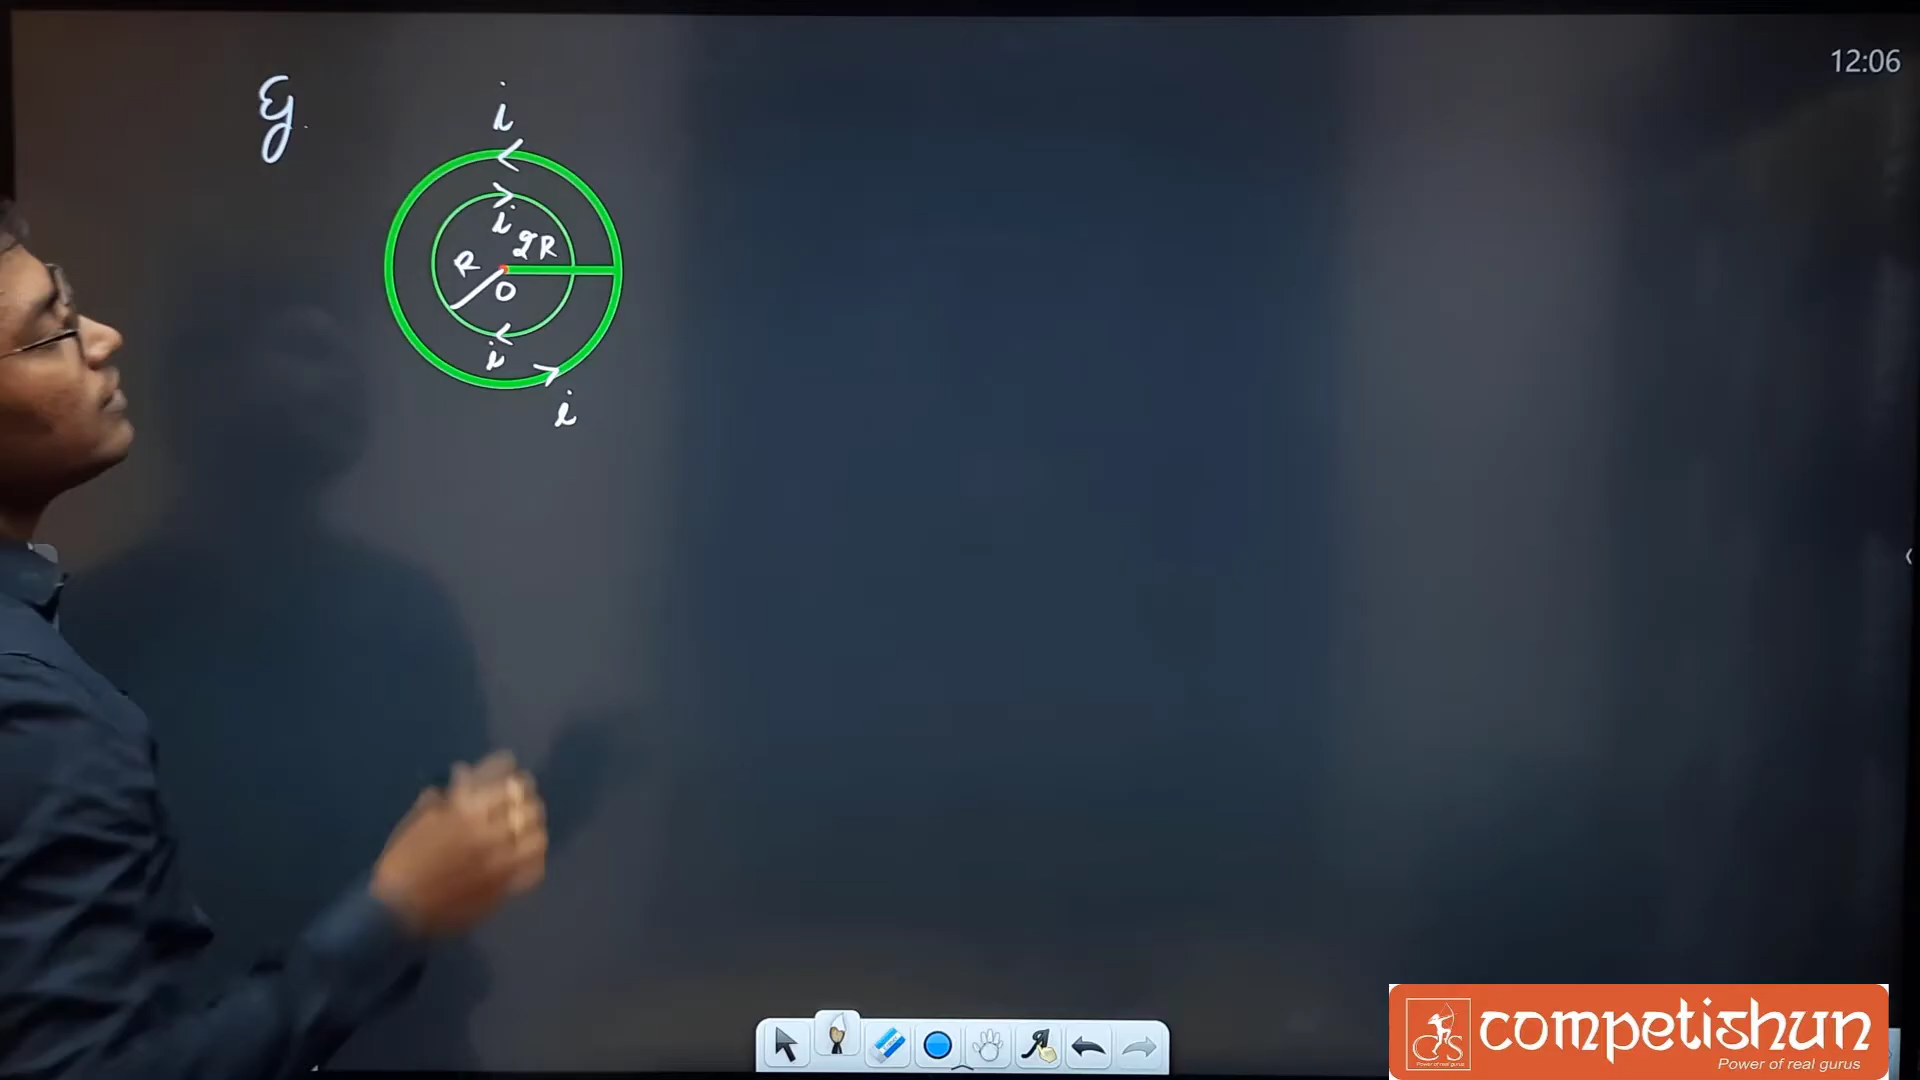 12:06
Eg.
i
i
2R
R
O
i
i
competishun
Power of real gurus